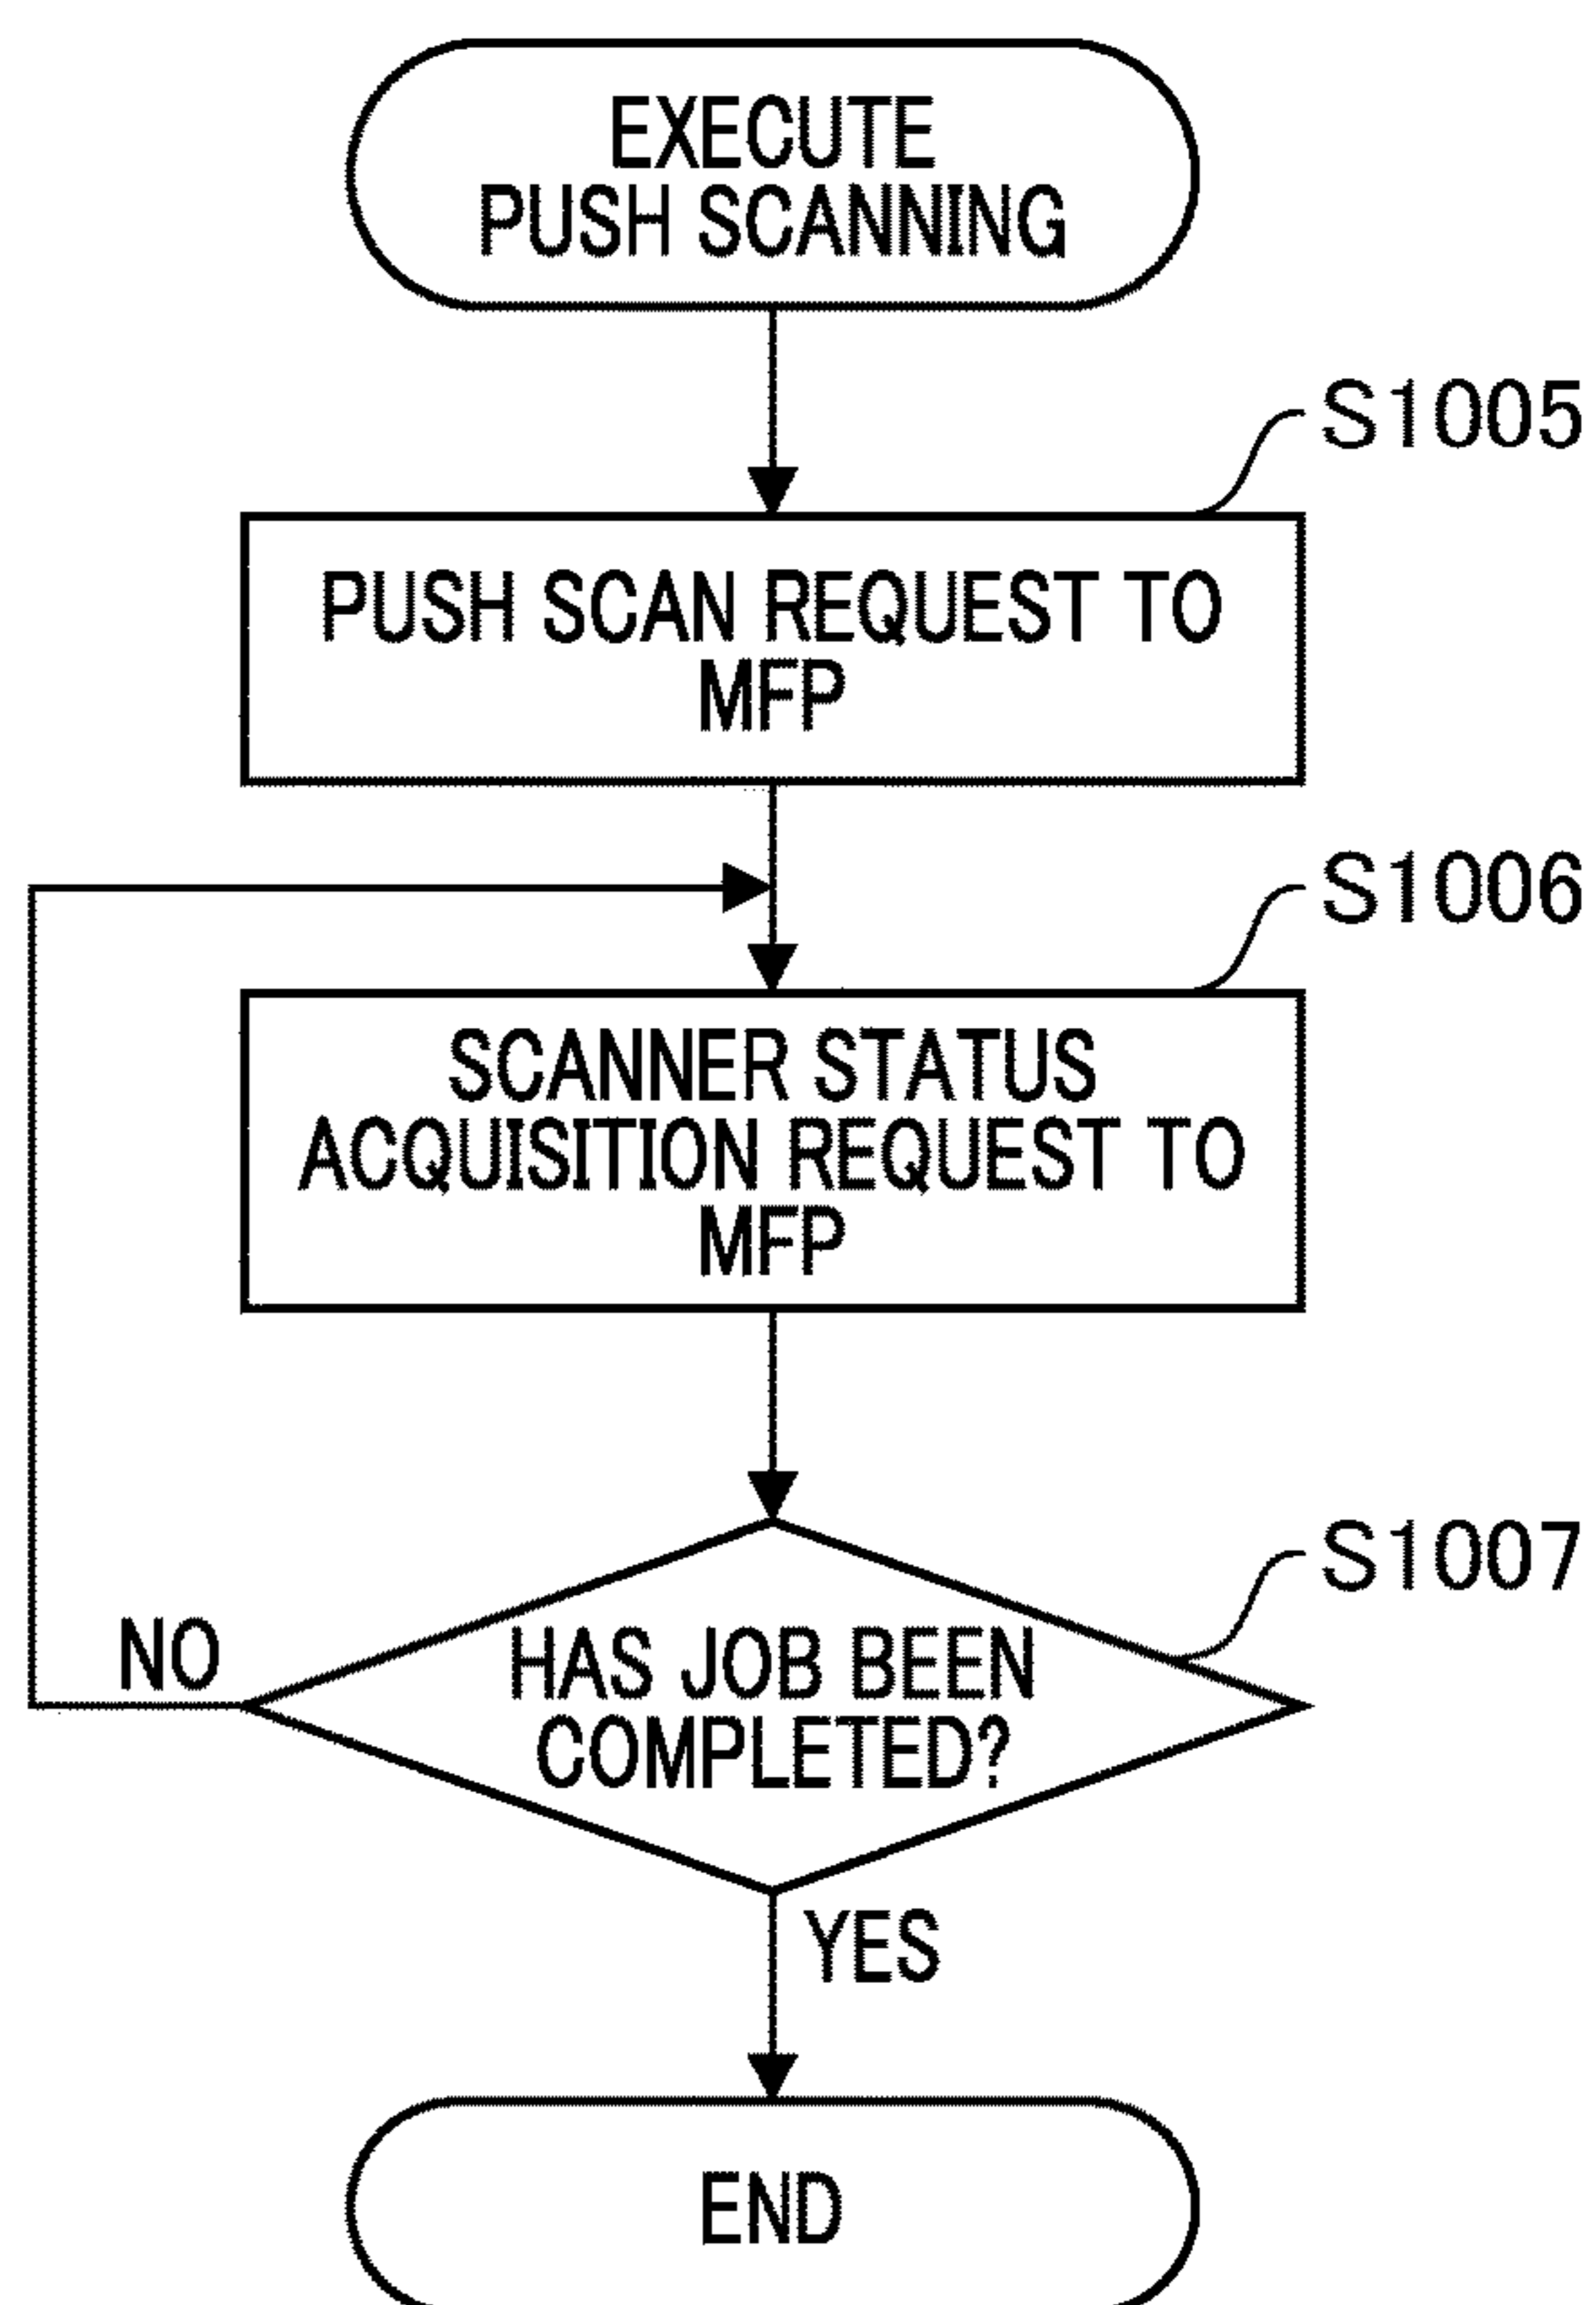 EXECUTE
PUSH SCANNING
S1005
PUSH SCAN REQUEST TO
MFP
S1006
SCANNER STATUS
ACQUISITION REQUEST TO
MFP
S1007
NO
HAS JOB BEEN
COMPLETED?
YES
END